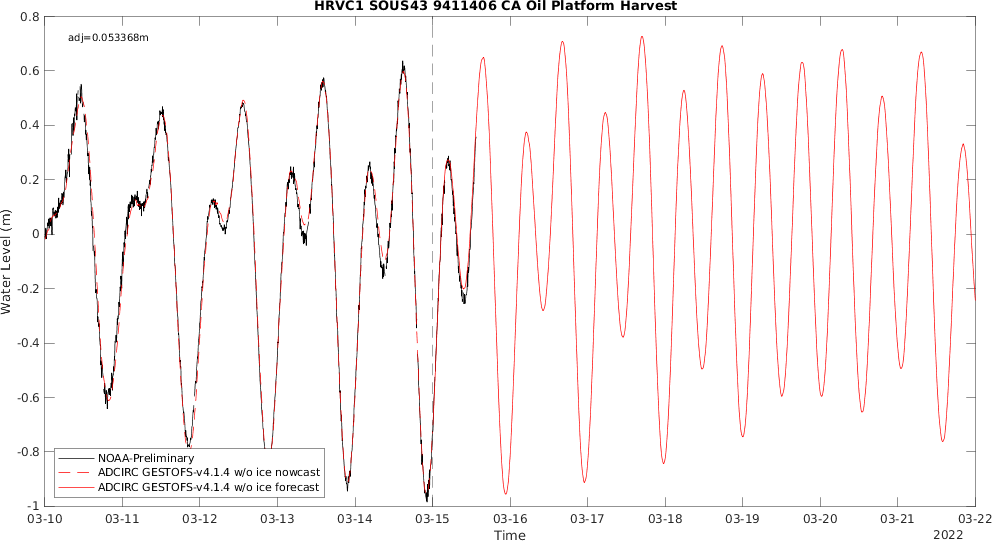 HRVC1 SOUS43 9411406 CA Oil Platform Harvest
adj=0.053368m
0.8
0.6
0.4
0.2
0
-0.2
-0.4
-0.6
-0.8
-1
Water Level (m)
NOAA-Preliminary
ADCIRC GESTOFS-v4.1.4 w/o ice nowcast
ADCIRC GESTOFS-v4.1.4 w/o ice forecast
03-10 03-11 03-12 03-13 03-14 03-15 03-16 03-17 03-18 03-19 03-20 03-21 03-22
Time
2022